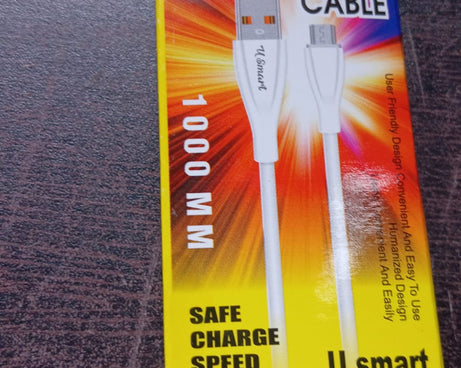 CABLE
U Smart
1000 MM
User Friendly Design Convenient And Easy To Use
Humanized Design
And Easily
SAFE
CHARGE
SPEED
U smart